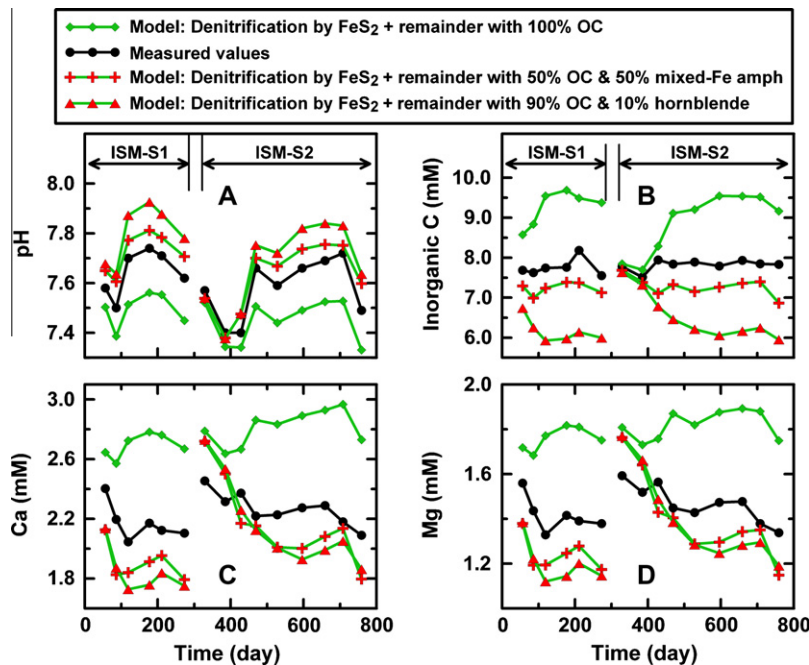 Model: Denitrification by FeS₂ + remainder with 100% OC
Measured values
Model: Denitrification by FeS₂ + remainder with 50% OC & 50% mixed-Fe amph
Model: Denitrification by FeS₂ + remainder with 90% OC & 10% hornblende
ISM-S1 ISM-S2
A
pH
8.0
7.8
7.6
7.4
ISM-S1 ISM-S2
B
Inorganic C (mM)
10.0
9.0
8.0
7.0
6.0
C
Ca (mM)
3.0
2.6
2.2
1.8
0 200 400 600 800
Time (day)
D
Mg (mM)
2.0
1.6
1.2
0 200 400 600 800
Time (day)